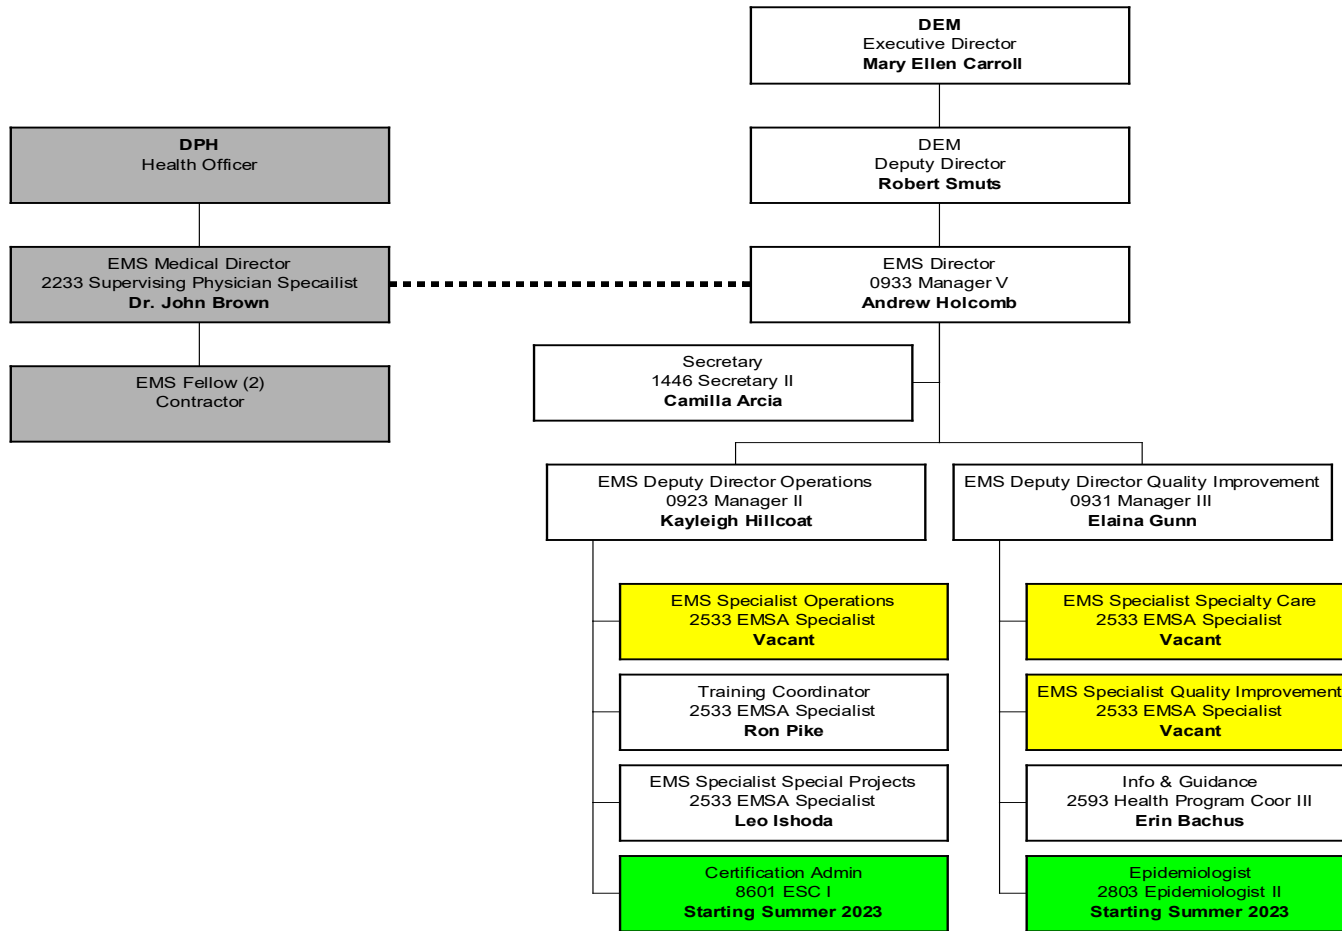 DEM
Executive Director
Mary Ellen Carroll
DPH
Health Officer
DEM
Deputy Director
Robert Smuts
EMS Medical Director
2233 Supervising Physician Specailist
Dr. John Brown
EMS Director
0933 Manager V
Andrew Holcomb
EMS Fellow (2)
Contractor
Secretary
1446 Secretary II
Camilla Arcia
EMS Deputy Director Operations
0923 Manager II
Kayleigh Hillcoat
EMS Deputy Director Quality Improvement
0931 Manager III
Elaina Gunn
EMS Specialist Operations
2533 EMSA Specialist
Vacant
Training Coordinator
2533 EMSA Specialist
Ron Pike
EMS Specialist Special Projects
2533 EMSA Specialist
Leo Ishoda
Certification Admin
8601 ESC I
Starting Summer 2023
EMS Specialist Specialty Care
2533 EMSA Specialist
Vacant
EMS Specialist Quality Improvement
2533 EMSA Specialist
Vacant
Info & Guidance
2593 Health Program Coor III
Erin Bachus
Epidemiologist
2803 Epidemiologist II
Starting Summer 2023